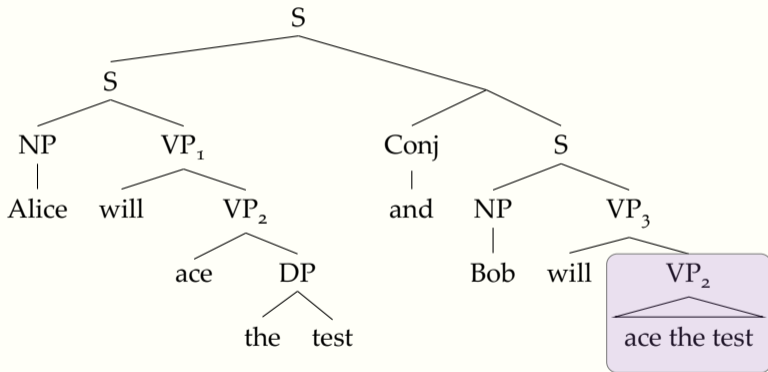 S
S
NP VP₁ Conj S
Alice will VP₂ and NP VP₃
ace DP Bob will VP₂
the test ace the test